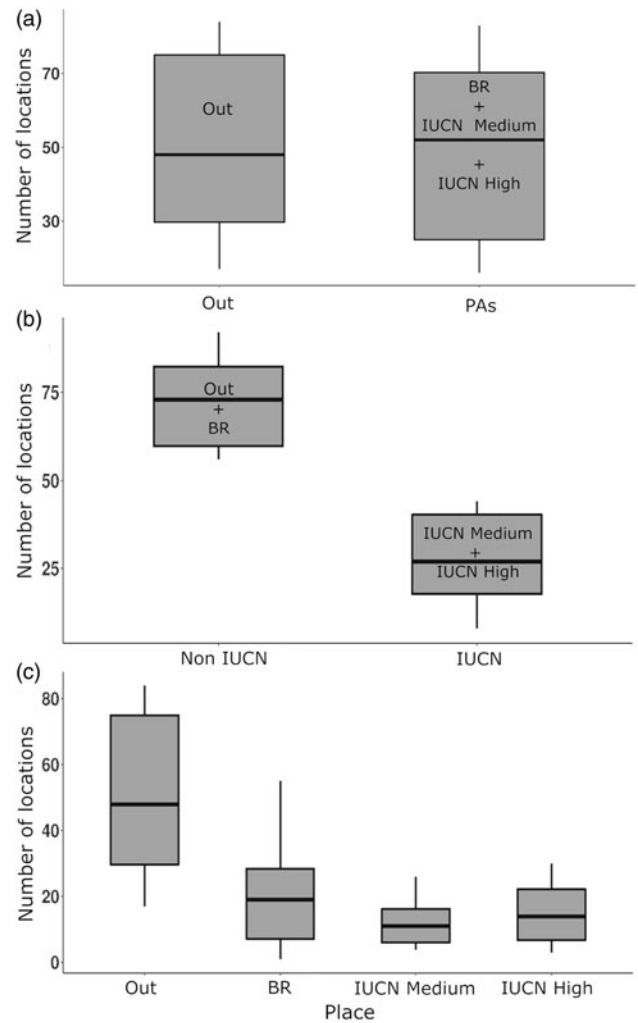 (a)
Number of locations
70
50
30
Out
BR
+
IUCN Medium
+
IUCN High
Out
PAs
(b)
Number of locations
75
50
25
Out
+
BR
IUCN Medium
+
IUCN High
Non IUCN
IUCN
(c)
Number of locations
80
60
40
20
0
Out
BR
IUCN Medium
IUCN High
Place